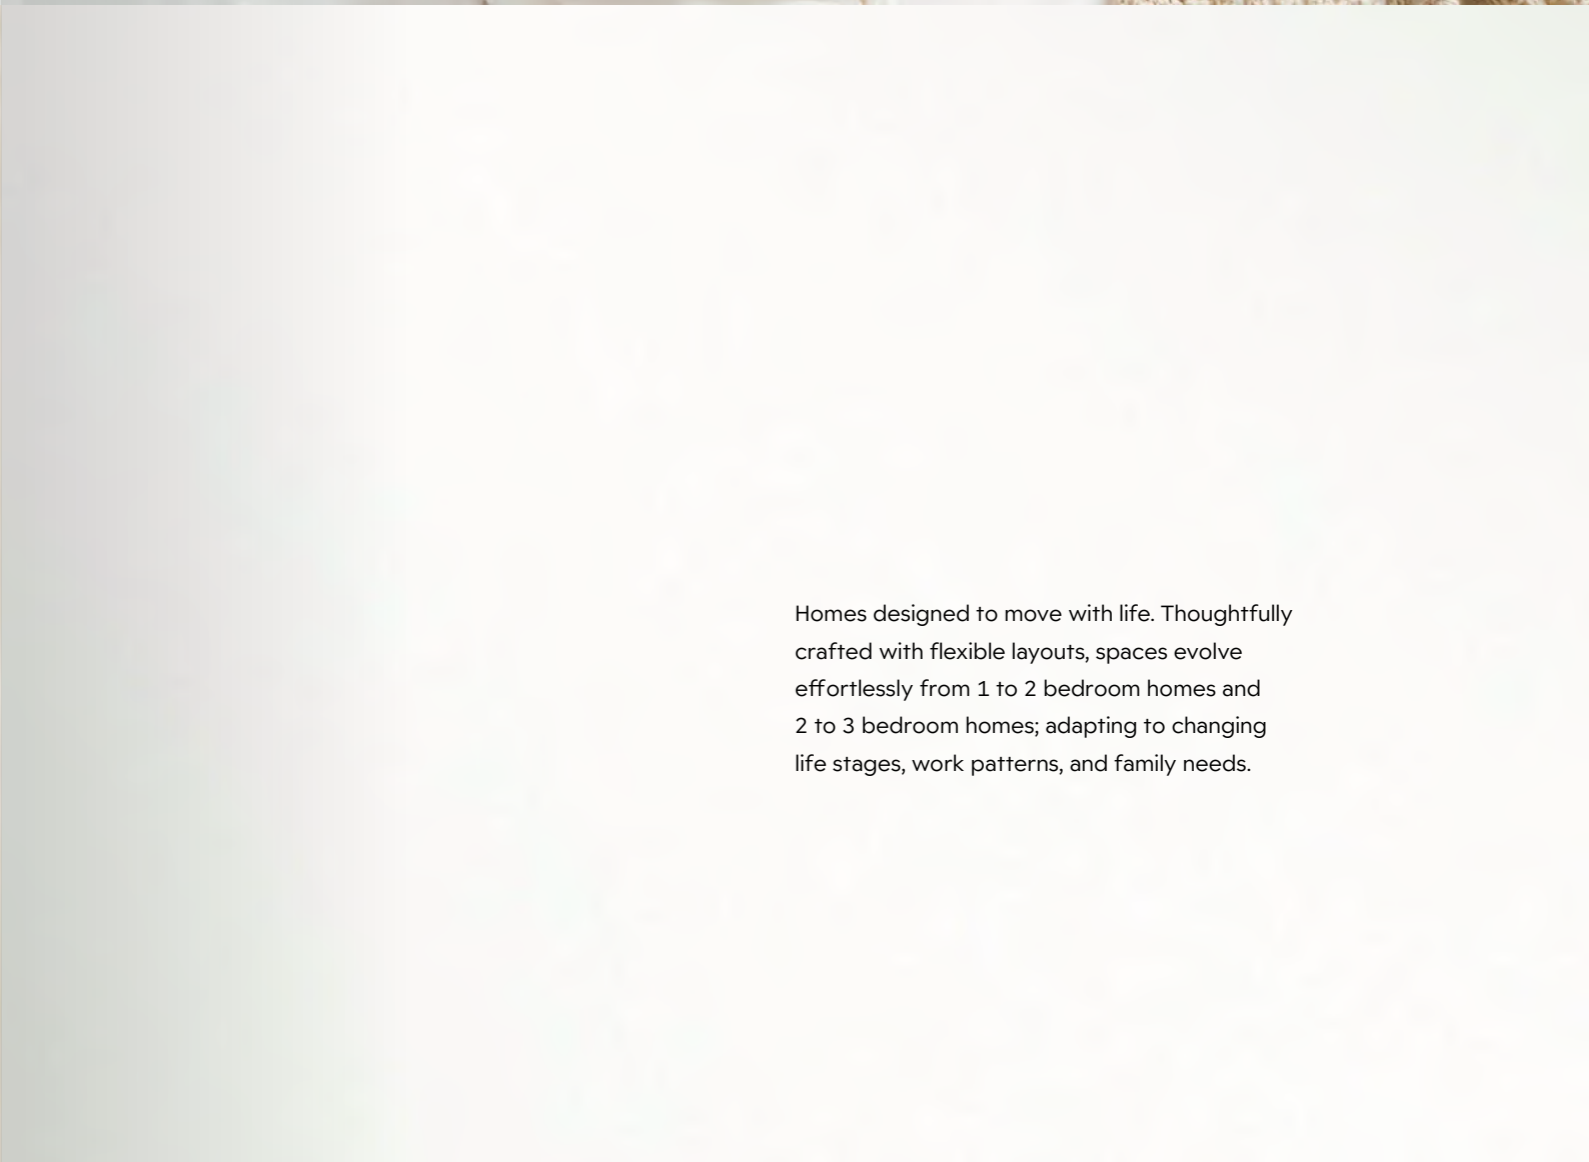 Homes designed to move with life. Thoughtfully
crafted with flexible layouts, spaces evolve
effortlessly from 1 to 2 bedroom homes and
2 to 3 bedroom homes; adapting to changing
life stages, work patterns, and family needs.